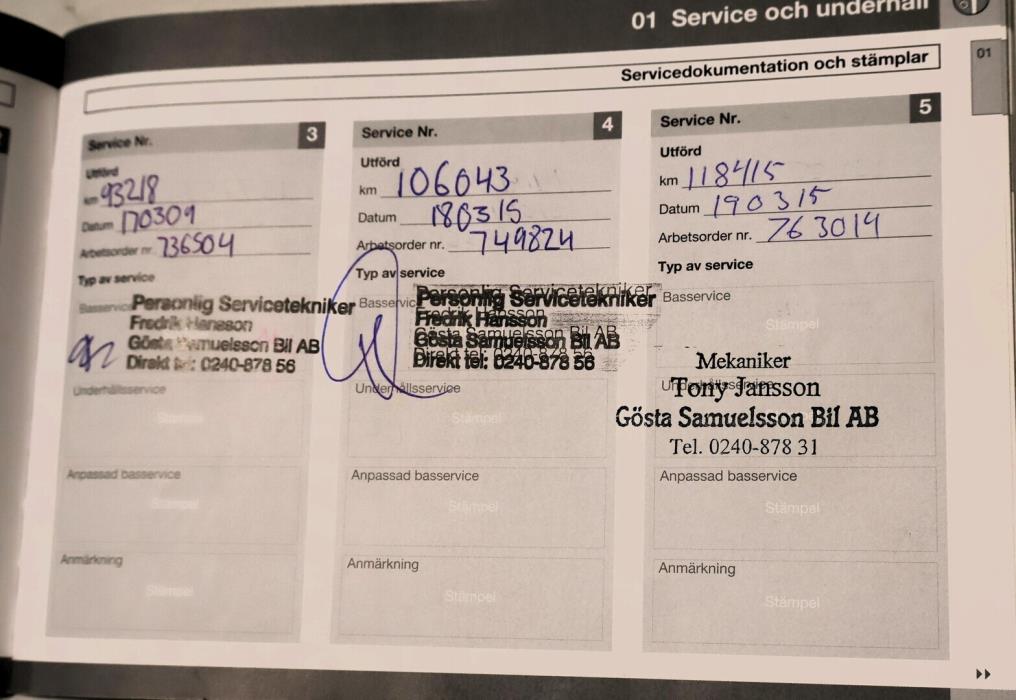 01 Service och underhåll
Servicedokumentation och stämplar
01
Service Nr. 3
Utförd
km 93218
Datum 170309
Arbetsorder nr. 736504
Typ av service
Basservice
Personlig Servicetekniker
Fredrik Hansson
Gösta Samuelsson Bil AB
Direkt tel: 0240-878 56
Underhållsservice
Stämpel
Anpassad basservice
Stämpel
Anmärkning
Stämpel
Service Nr. 4
Utförd
km 106043
Datum 180315
Arbetsorder nr. 749824
Typ av service
Basservice
Personlig Servicetekniker
Fredrik Hansson
Gösta Samuelsson Bil AB
Direkt tel: 0240-878 56
Underhållsservice
Stämpel
Anpassad basservice
Stämpel
Anmärkning
Stämpel
Service Nr. 5
Utförd
km 118415
Datum 190315
Arbetsorder nr. 763014
Typ av service
Basservice
Stämpel
Mekaniker
Underhållsservice
Tony Jansson
Gösta Samuelsson Bil AB
Tel. 0240-878 31
Anpassad basservice
Stämpel
Anmärkning
Stämpel